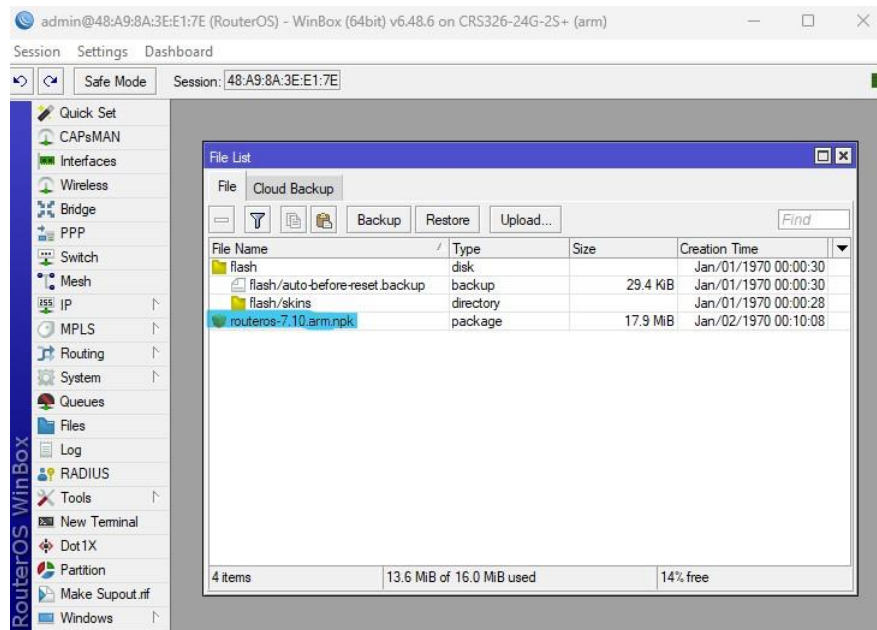 admin@48:A9:8A:3E:E1:7E (RouterOS) - WinBox (64bit) v6.48.6 on CRS326-24G-2S+ (arm)
Session Settings Dashboard
Safe Mode Session: 48:A9:8A:3E:E1:7E
Quick Set
CAPsMAN
Interfaces
Wireless
Bridge
PPP
Switch
Mesh
IP
MPLS
Routing
System
Queues
Files
Log
RADIUS
Tools
New Terminal
Dot1X
Partition
Make Supout.rif
Windows
RouterOS WinBox
File List
File Cloud Backup
Backup Restore Upload... Find
File Name Type Size Creation Time
flash disk Jan/01/1970 00:00:30
flash/auto-before-reset.backup backup 29.4 KiB Jan/01/1970 00:00:30
flash/skins directory Jan/01/1970 00:00:28
routeros-7.10.arm.npk package 17.9 MiB Jan/02/1970 00:10:08
4 items 13.6 MiB of 16.0 MiB used 14% free